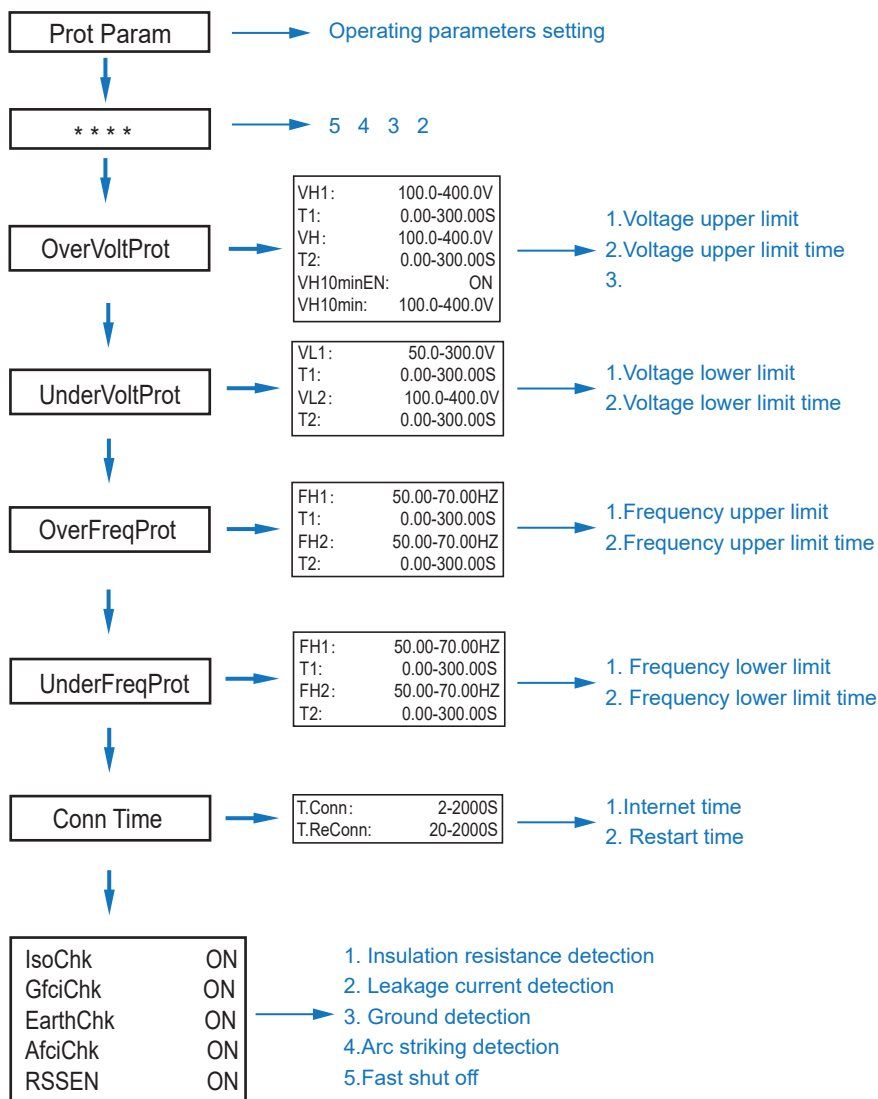 Prot Param
Operating parameters setting
* * * *
5 4 3 2
OverVoltProt
VH1: 100.0-400.0V
T1: 0.00-300.00S
VH: 100.0-400.0V
T2: 0.00-300.00S
VH10minEN: ON
VH10min: 100.0-400.0V
1.Voltage upper limit
2.Voltage upper limit time
3.
UnderVoltProt
VL1: 50.0-300.0V
T1: 0.00-300.00S
VL2: 100.0-400.0V
T2: 0.00-300.00S
1.Voltage lower limit
2.Voltage lower limit time
OverFreqProt
FH1: 50.00-70.00HZ
T1: 0.00-300.00S
FH2: 50.00-70.00HZ
T2: 0.00-300.00S
1.Frequency upper limit
2.Frequency upper limit time
UnderFreqProt
FH1: 50.00-70.00HZ
T1: 0.00-300.00S
FH2: 50.00-70.00HZ
T2: 0.00-300.00S
1. Frequency lower limit
2. Frequency lower limit time
Conn Time
T.Conn: 2-2000S
T.ReConn: 20-2000S
1.Internet time
2. Restart time
IsoChk ON
GfciChk ON
EarthChk ON
AfciChk ON
RSSEN ON
1. Insulation resistance detection
2. Leakage current detection
3. Ground detection
4.Arc striking detection
5.Fast shut off